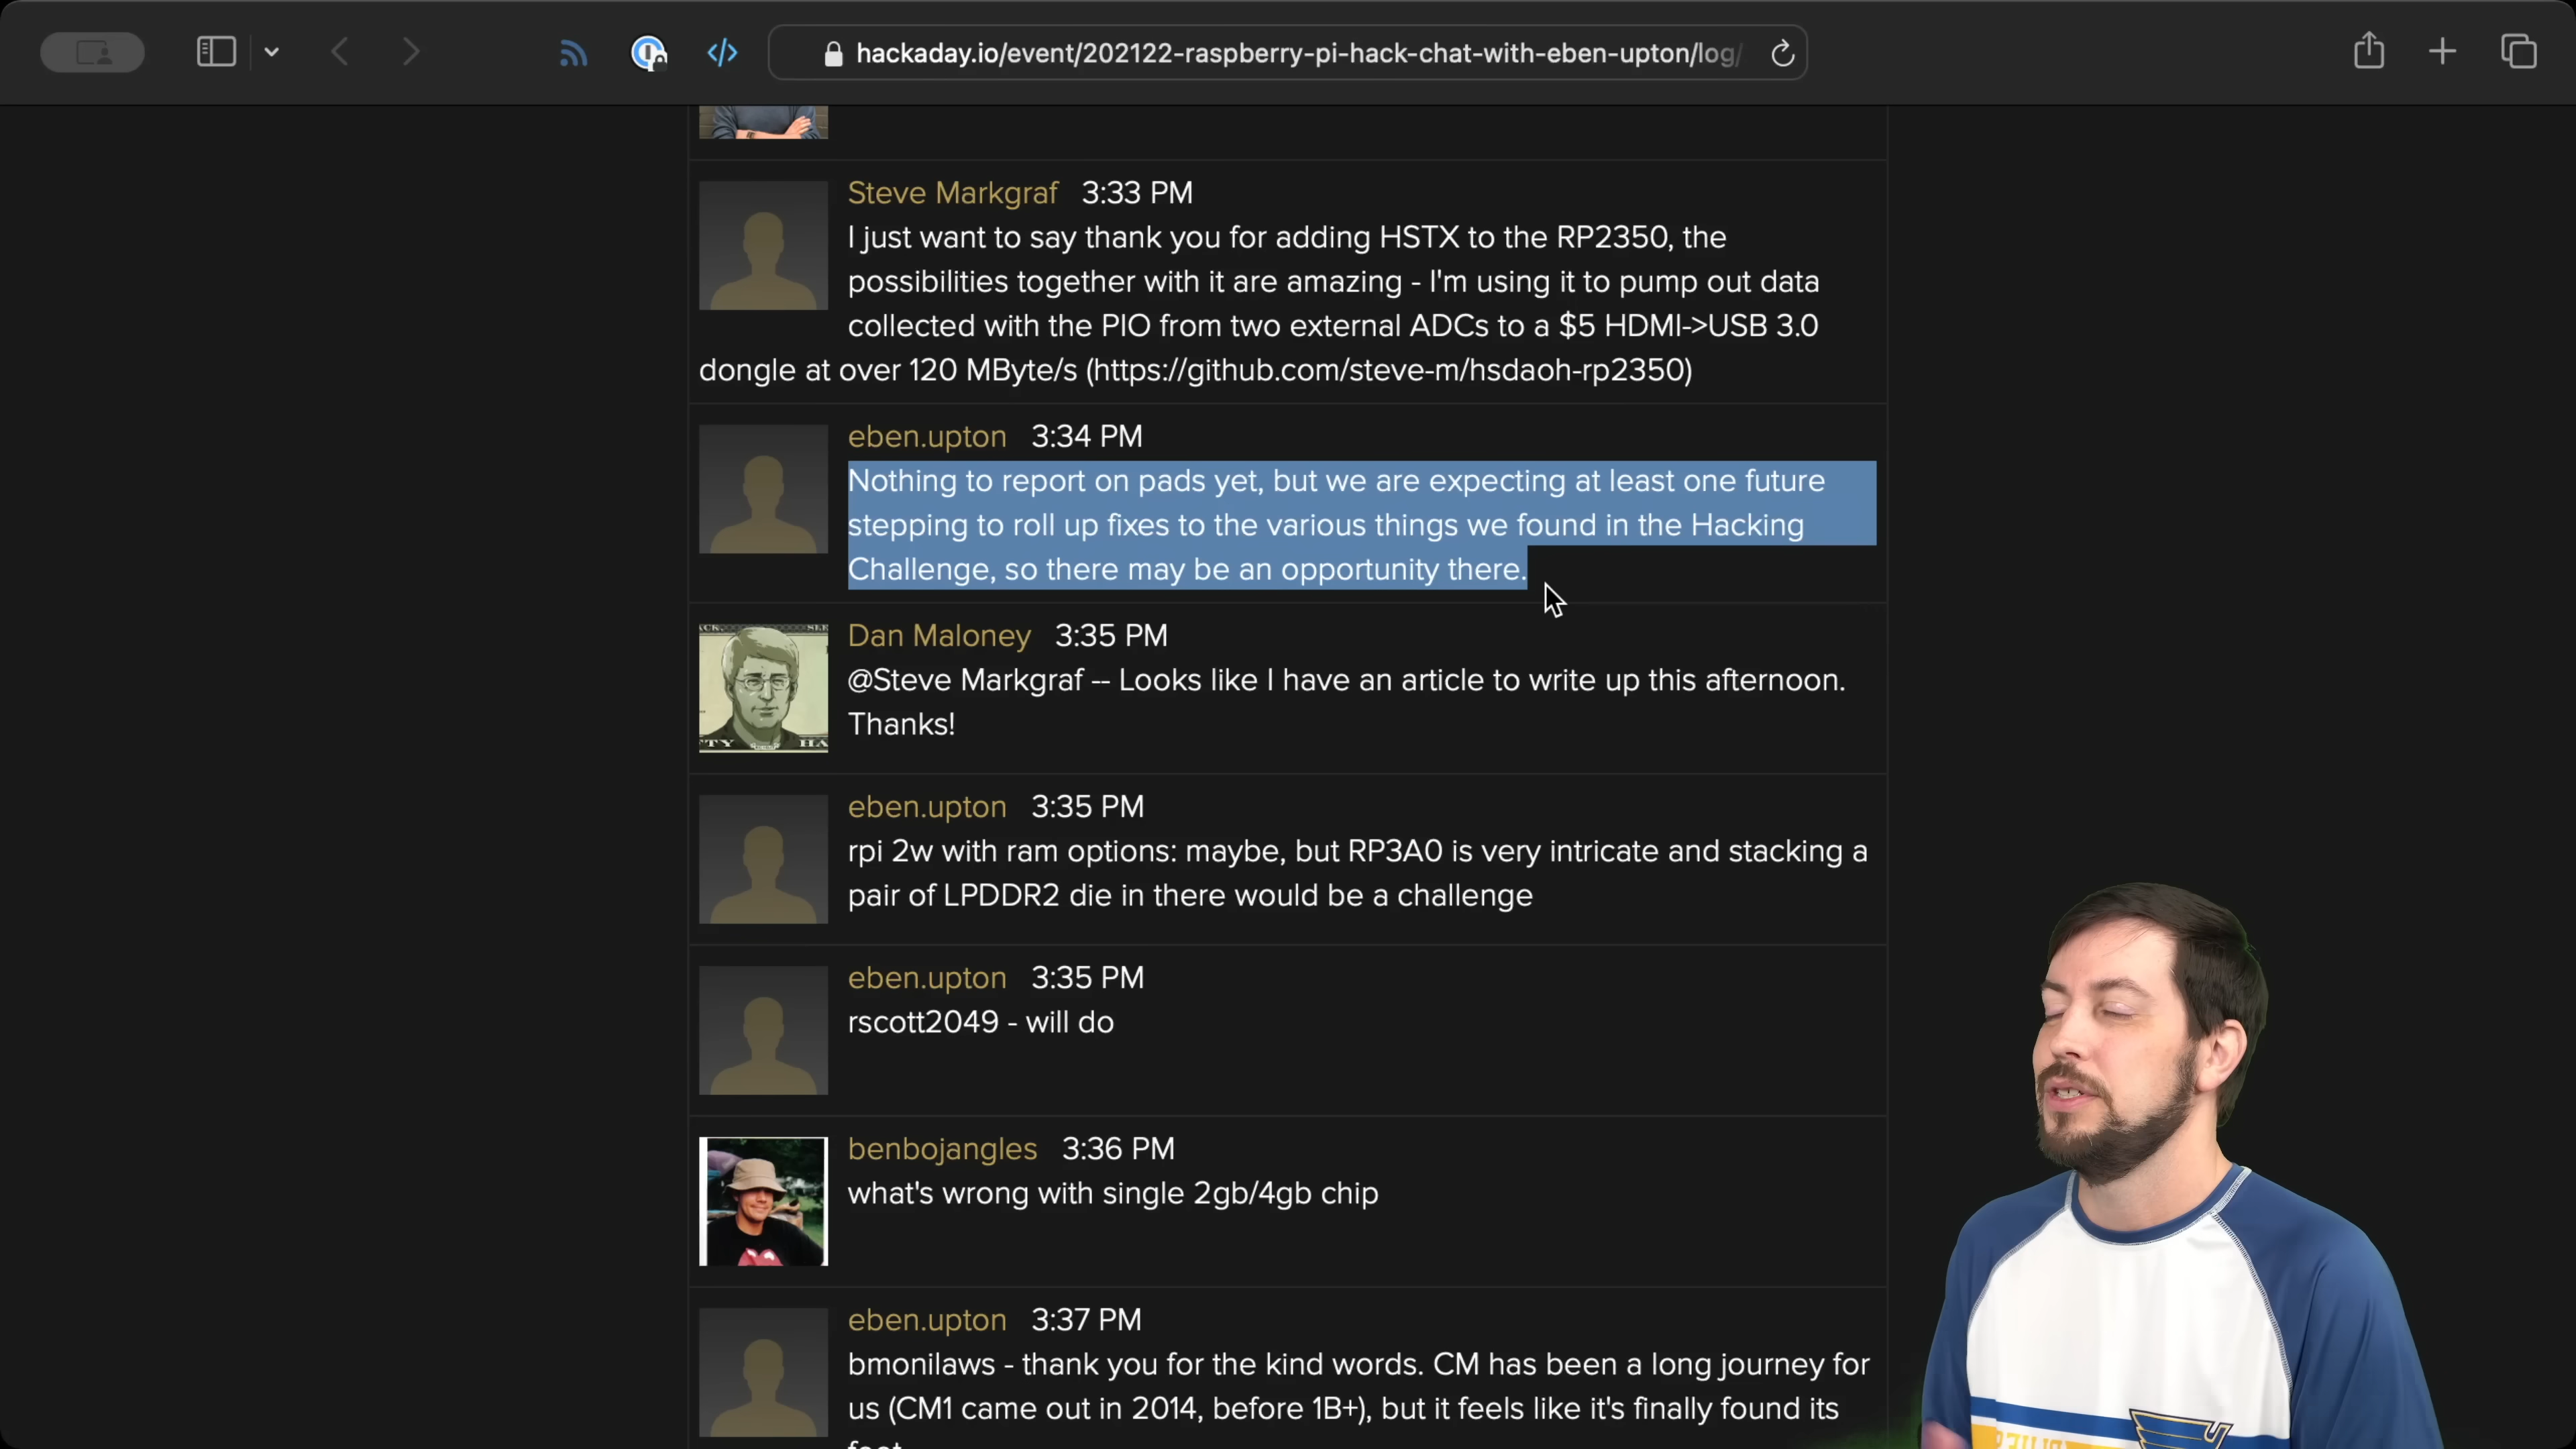 hackaday.io/event/202122-raspberry-pi-hack-chat-with-eben-upton/log/
Steve Markgraf 3:33 PM
I just want to say thank you for adding HSTX to the RP2350, the
possibilities together with it are amazing - I'm using it to pump out data
collected with the PIO from two external ADCs to a $5 HDMI->USB 3.0
dongle at over 120 MByte/s (https://github.com/steve-m/hsdaoh-rp2350)
eben.upton 3:34 PM
Nothing to report on pads yet, but we are expecting at least one future
stepping to roll up fixes to the various things we found in the Hacking
Challenge, so there may be an opportunity there.
Dan Maloney 3:35 PM
@Steve Markgraf -- Looks like I have an article to write up this afternoon.
Thanks!
eben.upton 3:35 PM
rpi 2w with ram options: maybe, but RP3A0 is very intricate and stacking a
pair of LPDDR2 die in there would be a challenge
eben.upton 3:35 PM
rscott2049 - will do
benbojangles 3:36 PM
what's wrong with single 2gb/4gb chip
eben.upton 3:37 PM
bmonilaws - thank you for the kind words. CM has been a long journey for
us (CM1 came out in 2014, before 1B+), but it feels like it's finally found its